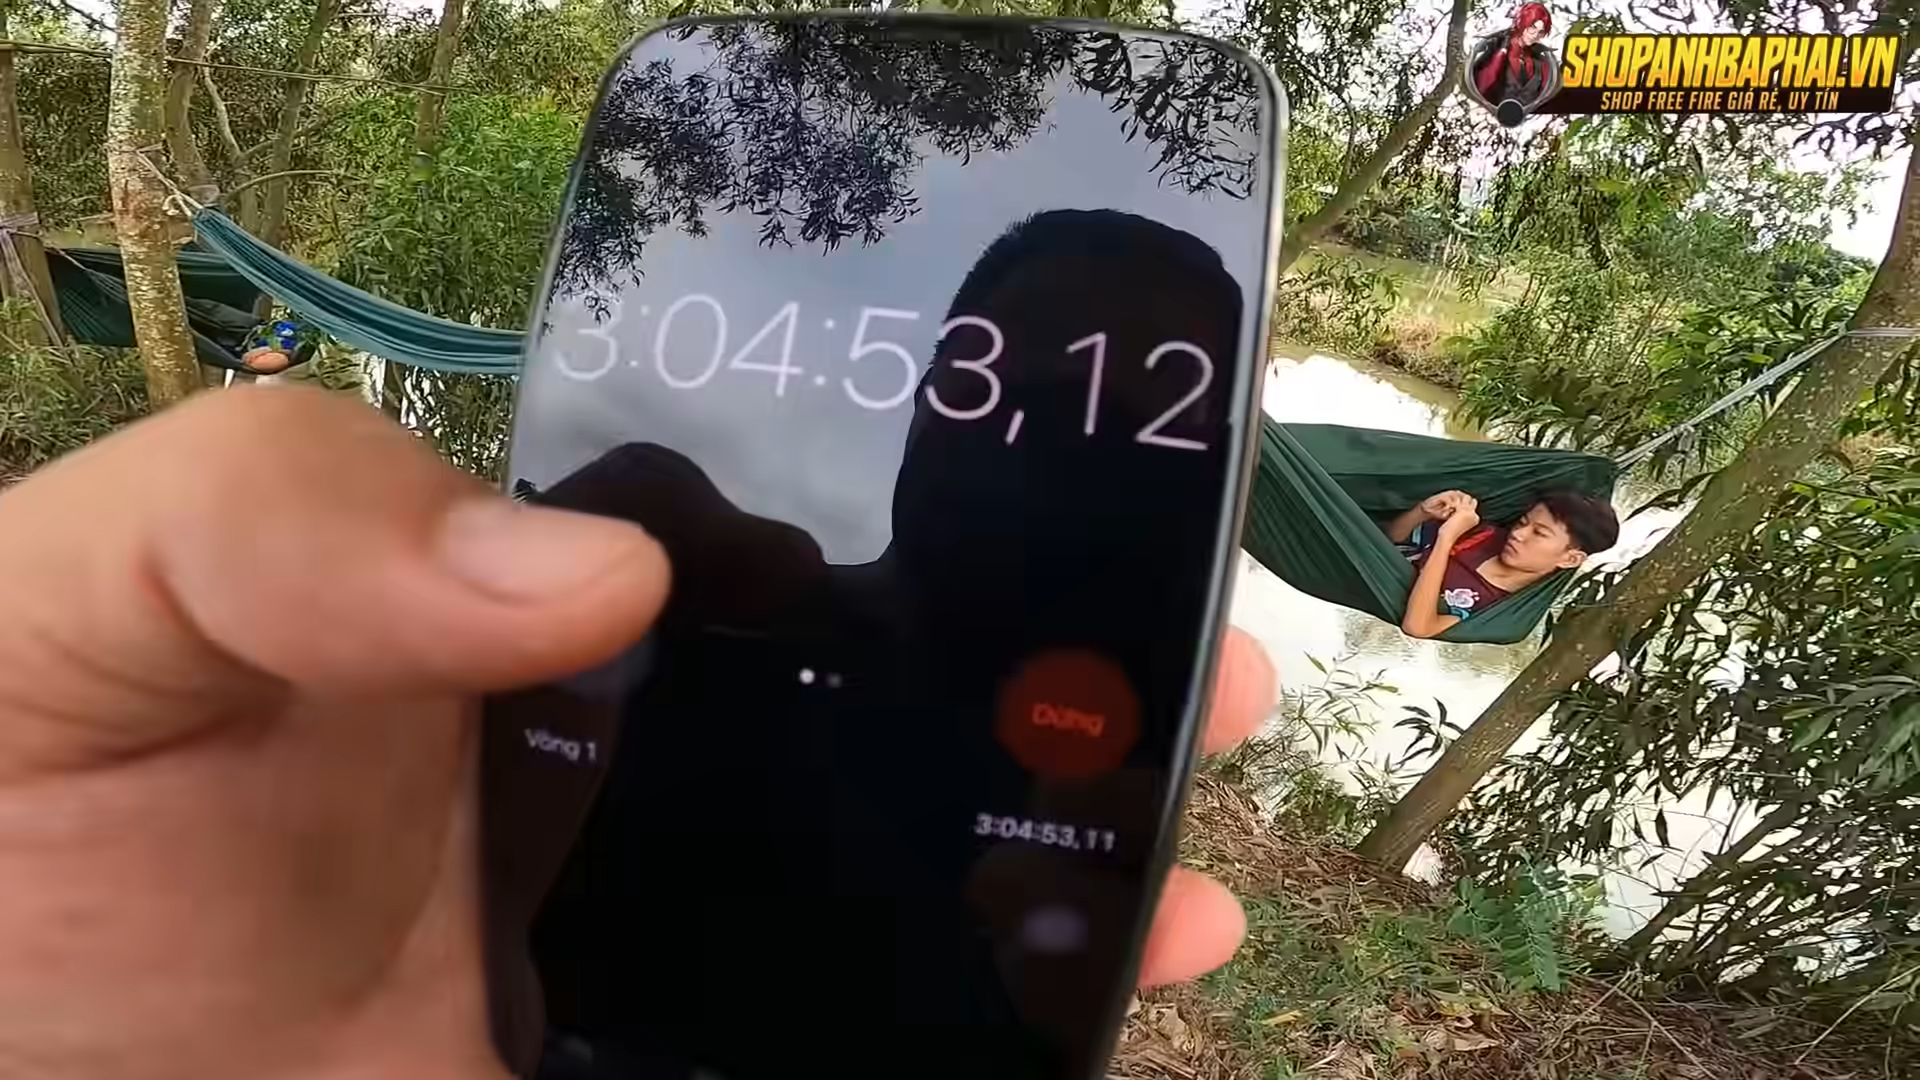 SHOPANHBAPHAI.VN
SHOP FREE FIRE GIÁ RẺ, UY TÍN
3:04:53,12
Dừng
Vòng 1
3:04:53,11